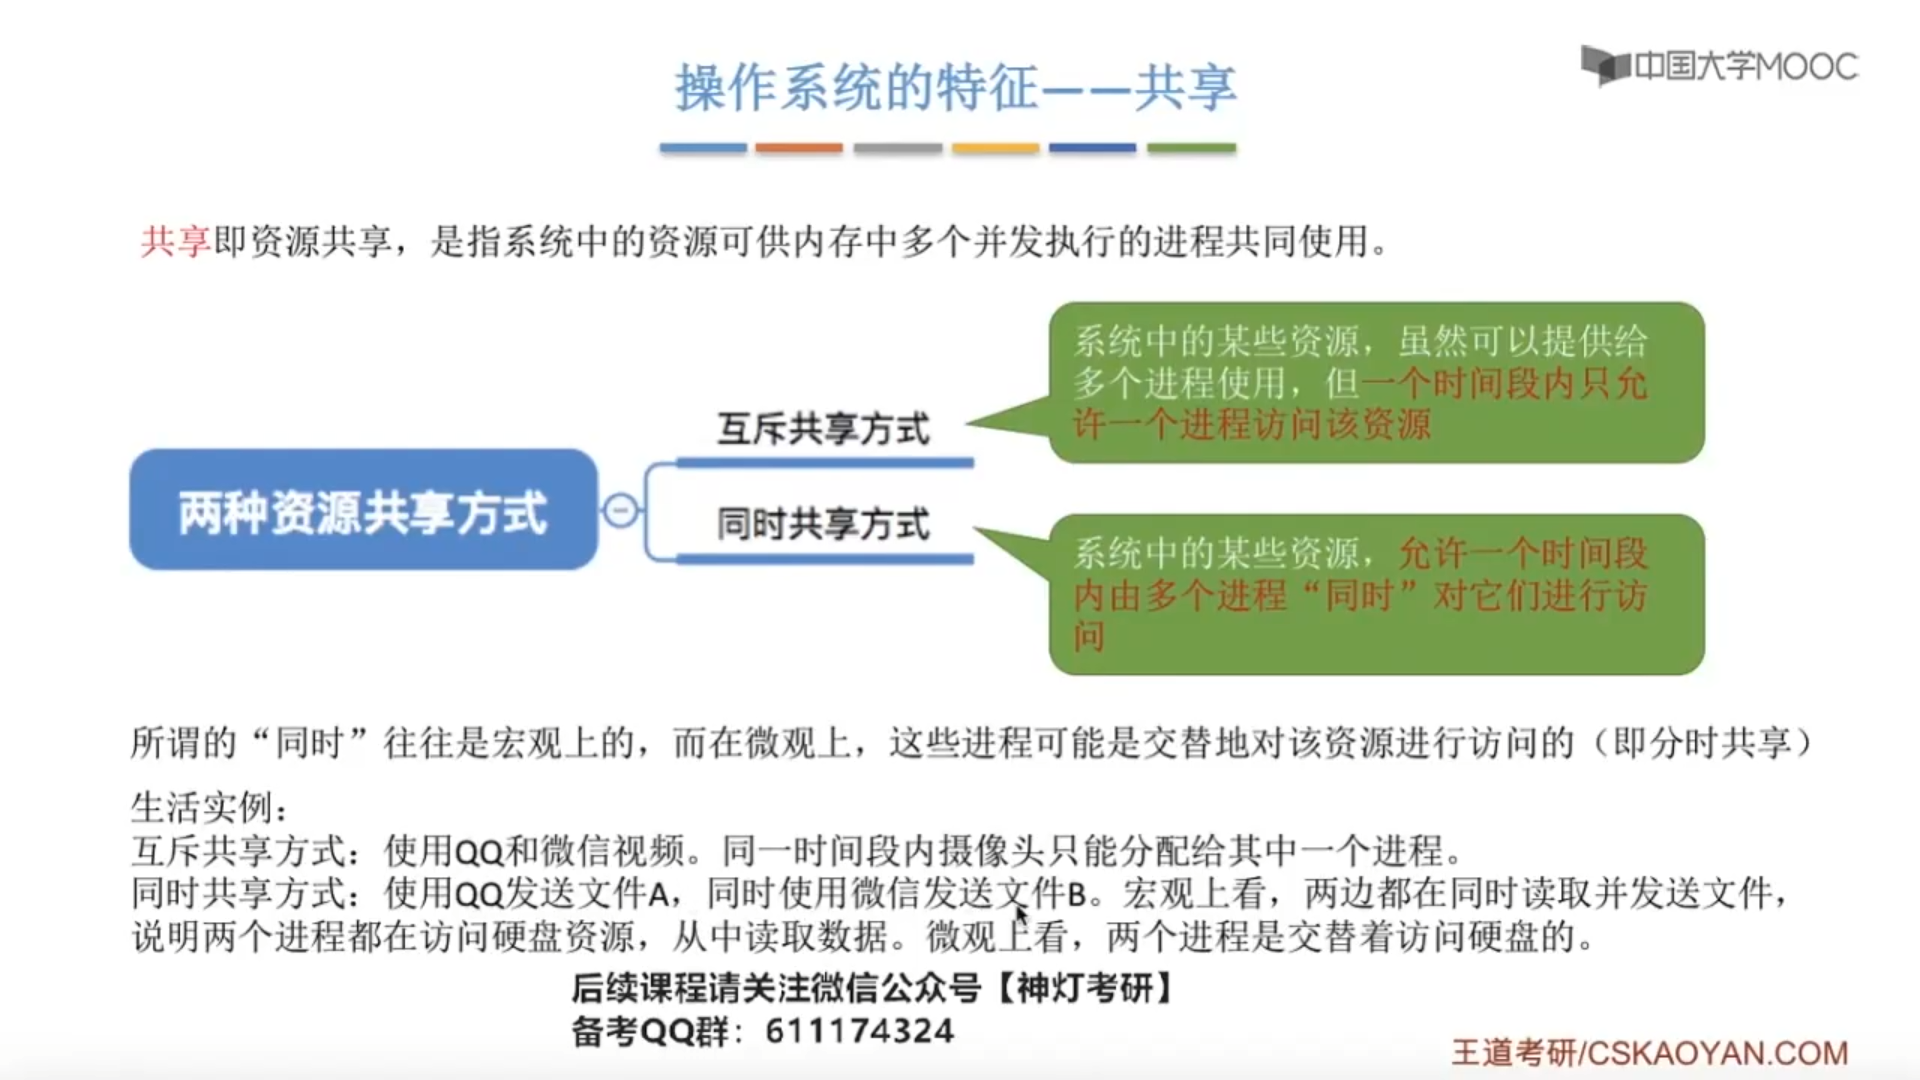 中国大学MOOC
操作系统的特征——共享
共享即资源共享，是指系统中的资源可供内存中多个并发执行的进程共同使用。
两种资源共享方式
互斥共享方式
系统中的某些资源，虽然可以提供给
多个进程使用，但一个时间段内只允
许一个进程访问该资源
同时共享方式
系统中的某些资源，允许一个时间段
内由多个进程“同时”对它们进行访
问
所谓的“同时”往往是宏观上的，而在微观上，这些进程可能是交替地对该资源进行访问的（即分时共享）
生活实例：
互斥共享方式：使用QQ和微信视频。同一时间段内摄像头只能分配给其中一个进程。
同时共享方式：使用QQ发送文件A，同时使用微信发送文件B。宏观上看，两边都在同时读取并发送文件，
说明两个进程都在访问硬盘资源，从中读取数据。微观上看，两个进程是交替着访问硬盘的。
后续课程请关注微信公众号【神灯考研】
备考QQ群：611174324
王道考研/CSKAOYAN.COM